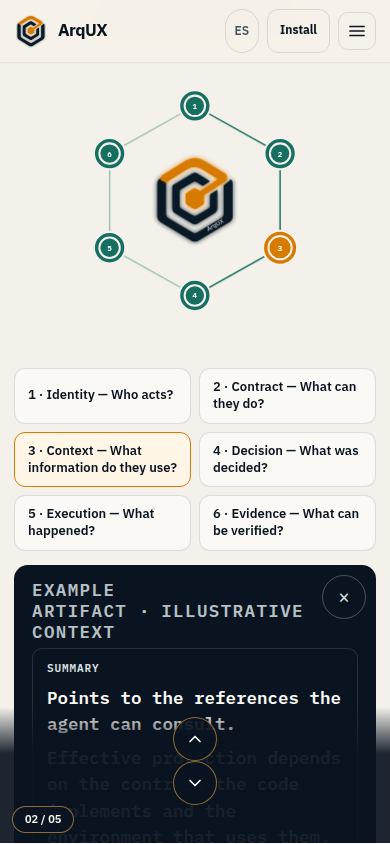 ArqUX
ES
Install
1
6
2
ArqUX
5
3
4
1 · Identity — Who acts?
2 · Contract — What can
they do?
3 · Context — What
information do they use?
4 · Decision — What was
decided?
5 · Execution — What
happened?
6 · Evidence — What can
be verified?
EXAMPLE
ARTIFACT · ILLUSTRATIVE
CONTEXT
×
SUMMARY
Points to the references the
agent can consult.
Effective production depends
on the the code
implements and the
environment that uses them.
02 / 05